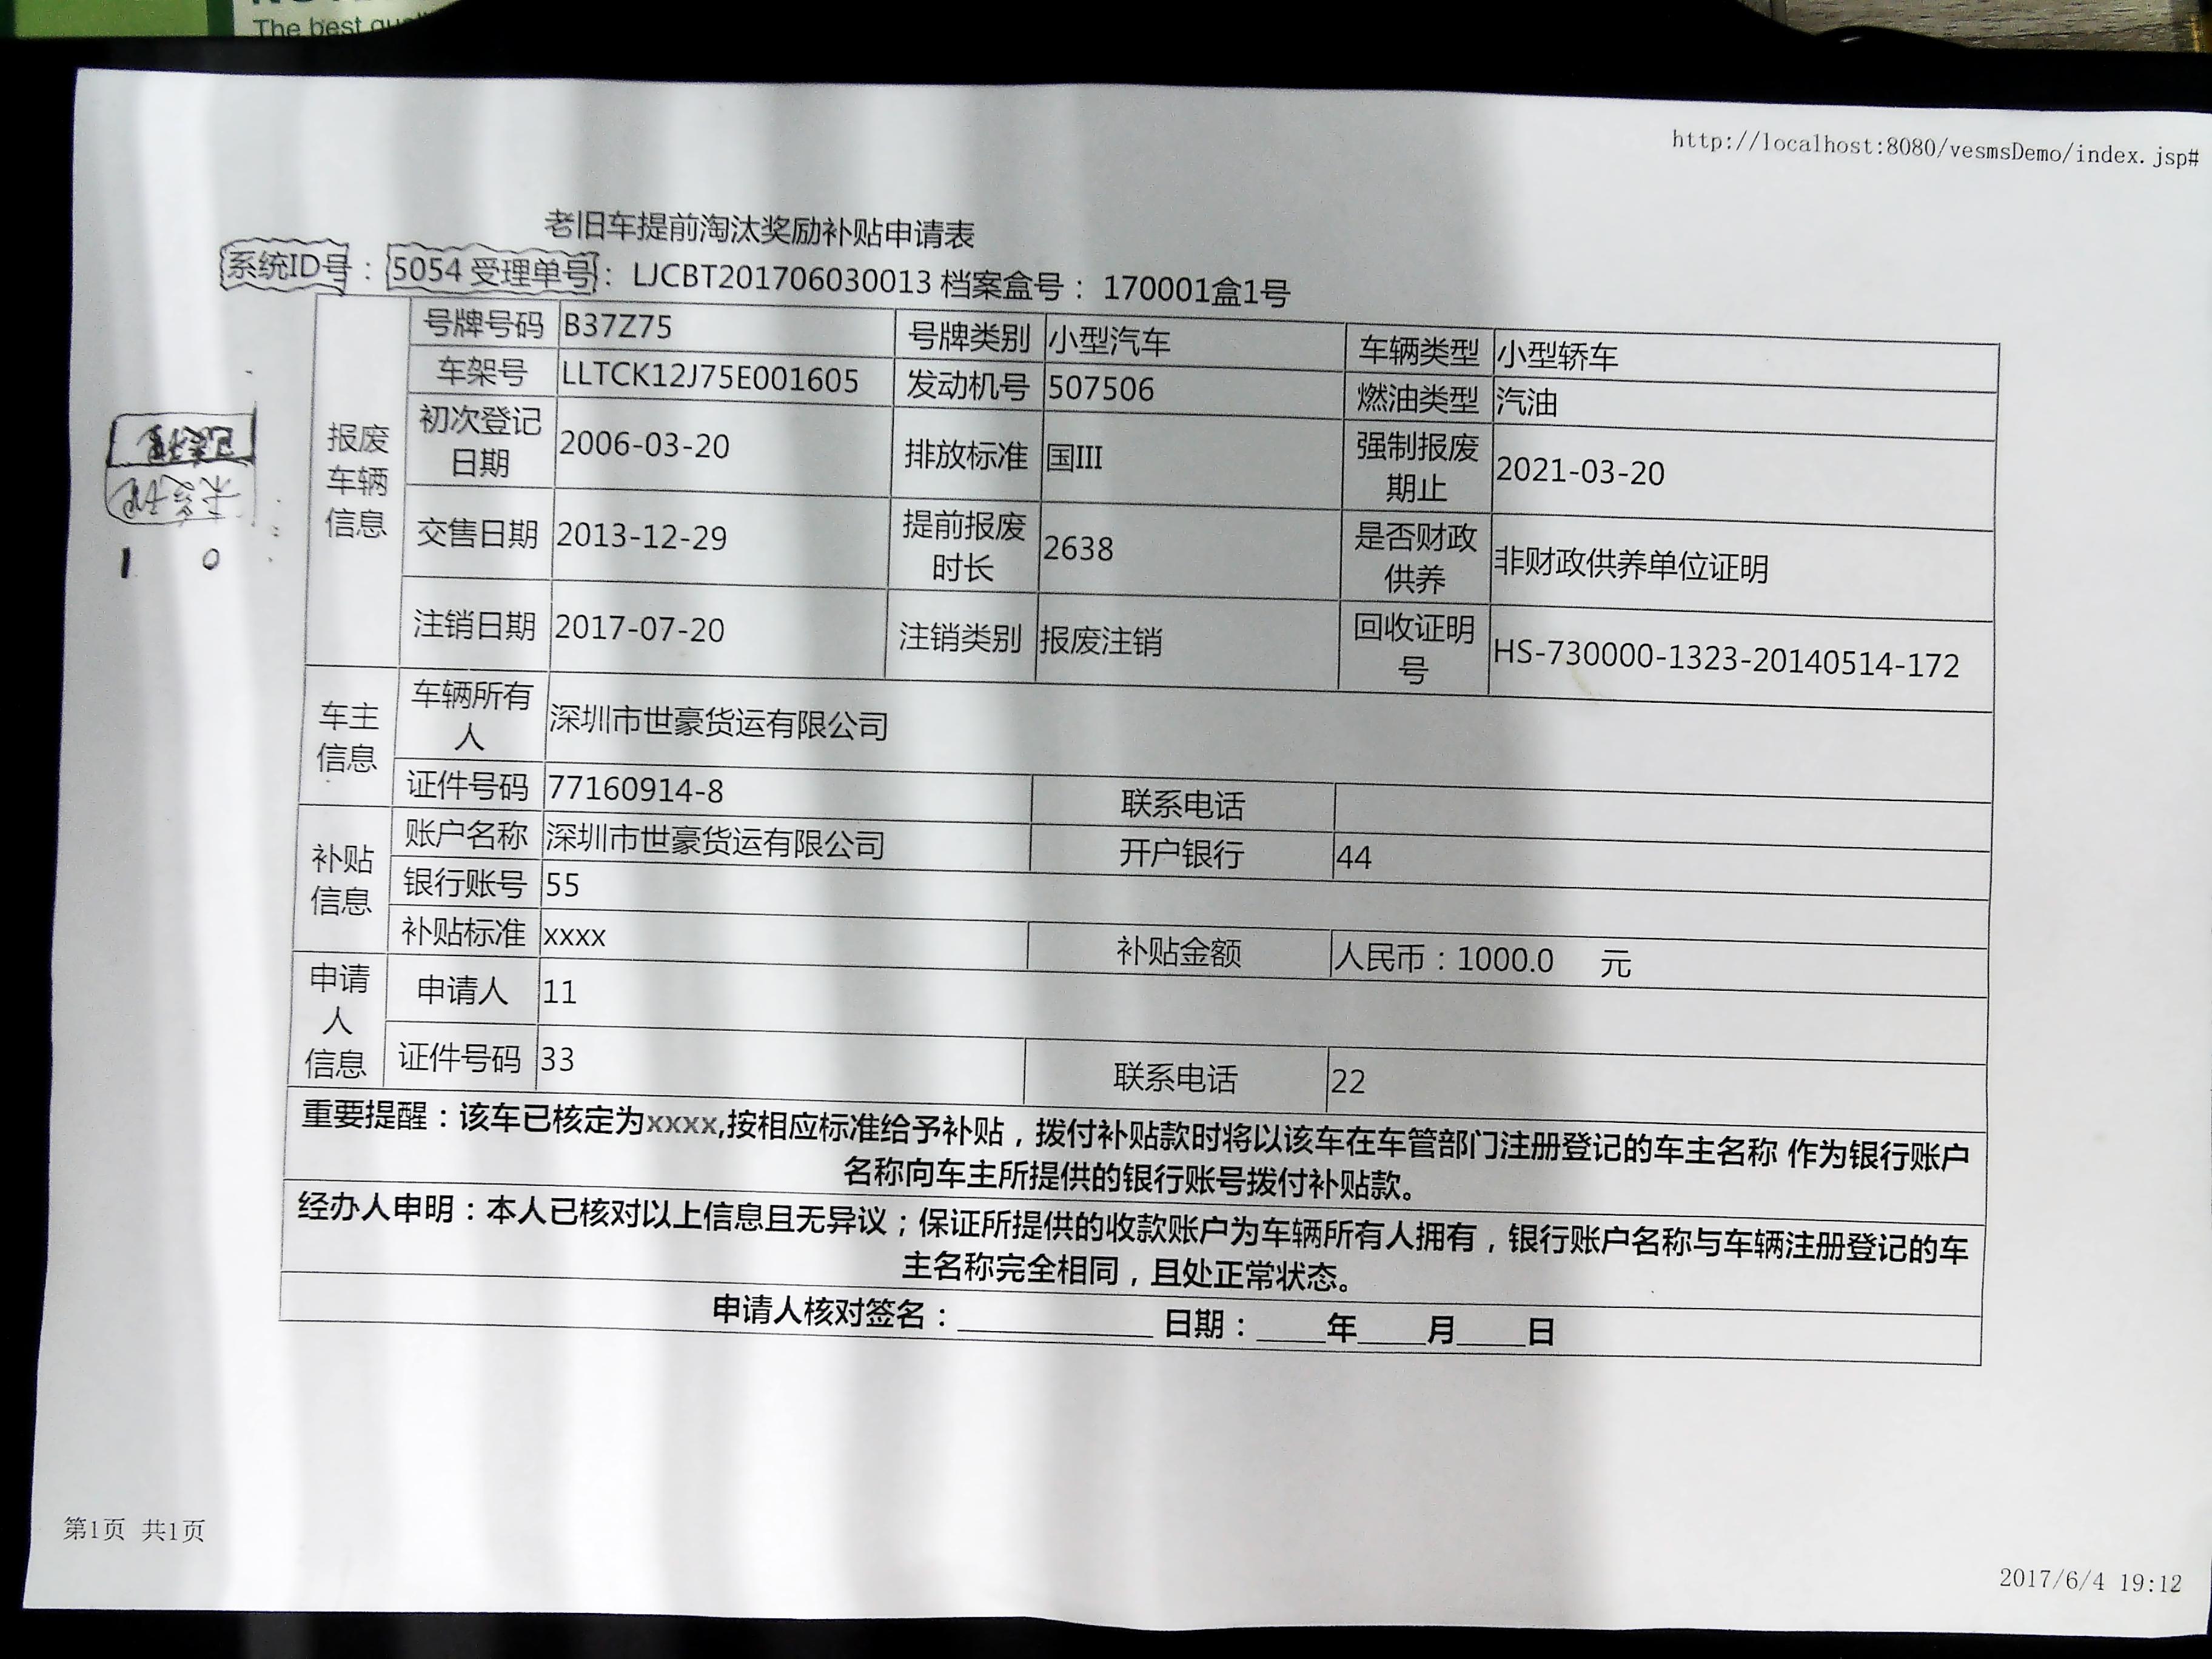 The best
http://localhost:8080/vesmsDemo/index.jsp#
老旧车提前淘汰奖励补贴申请表
系统ID号：5054 受理单号：LJCBT201706030013 档案盒号：170001盒1号
报废车辆信息
号牌号码 B37Z75 号牌类别 小型汽车 车辆类型 小型轿车
车架号 LLTCK12J75E001605 发动机号 507506 燃油类型 汽油
初次登记日期 2006-03-20 排放标准 国III 强制报废期止 2021-03-20
交售日期 2013-12-29 提前报废时长 2638 是否财政供养 非财政供养单位证明
注销日期 2017-07-20 注销类别 报废注销 回收证明号 HS-730000-1323-20140514-172
车主信息
车辆所有人 深圳市世豪货运有限公司
证件号码 77160914-8 联系电话
补贴信息
账户名称 深圳市世豪货运有限公司 开户银行 44
银行账号 55
补贴标准 xxxx 补贴金额 人民币：1000.0 元
申请人信息
申请人 11
证件号码 33 联系电话 22
重要提醒：该车已核定为xxxx,按相应标准给予补贴，拨付补贴款时将以该车在车管部门注册登记的车主名称 作为银行账户
名称向车主所提供的银行账号拨付补贴款。
经办人申明：本人已核对以上信息且无异议；保证所提供的收款账户为车辆所有人拥有，银行账户名称与车辆注册登记的车
主名称完全相同，且处正常状态。
申请人核对签名：____________ 日期：____年____月____日
1 0
第1页 共1页
2017/6/4 19:12